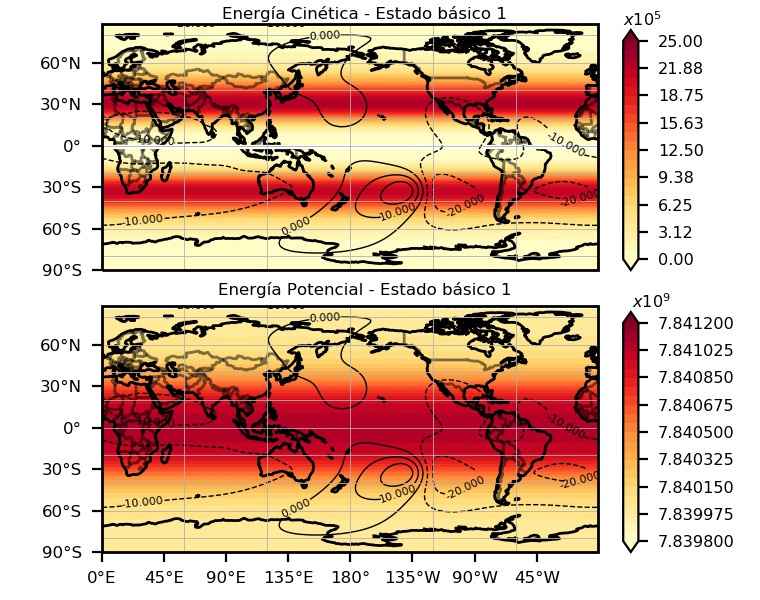 Energía Cinética - Estado básico 1
x10⁵
60°N
30°N
0°
30°S
60°S
90°S
0.000
-10.000
-10.000
-10.000
0.000
10.000
-20.000
-20.000
25.00
21.88
18.75
15.63
12.50
9.38
6.25
3.12
0.00
Energía Potencial - Estado básico 1
x10⁹
60°N
30°N
0°
30°S
60°S
90°S
0.000
-10.000
-10.000
-10.000
0.000
10.000
-20.000
-20.000
0°E
45°E
90°E
135°E
180°
135°W
90°W
45°W
7.841200
7.841025
7.840850
7.840675
7.840500
7.840325
7.840150
7.839975
7.839800